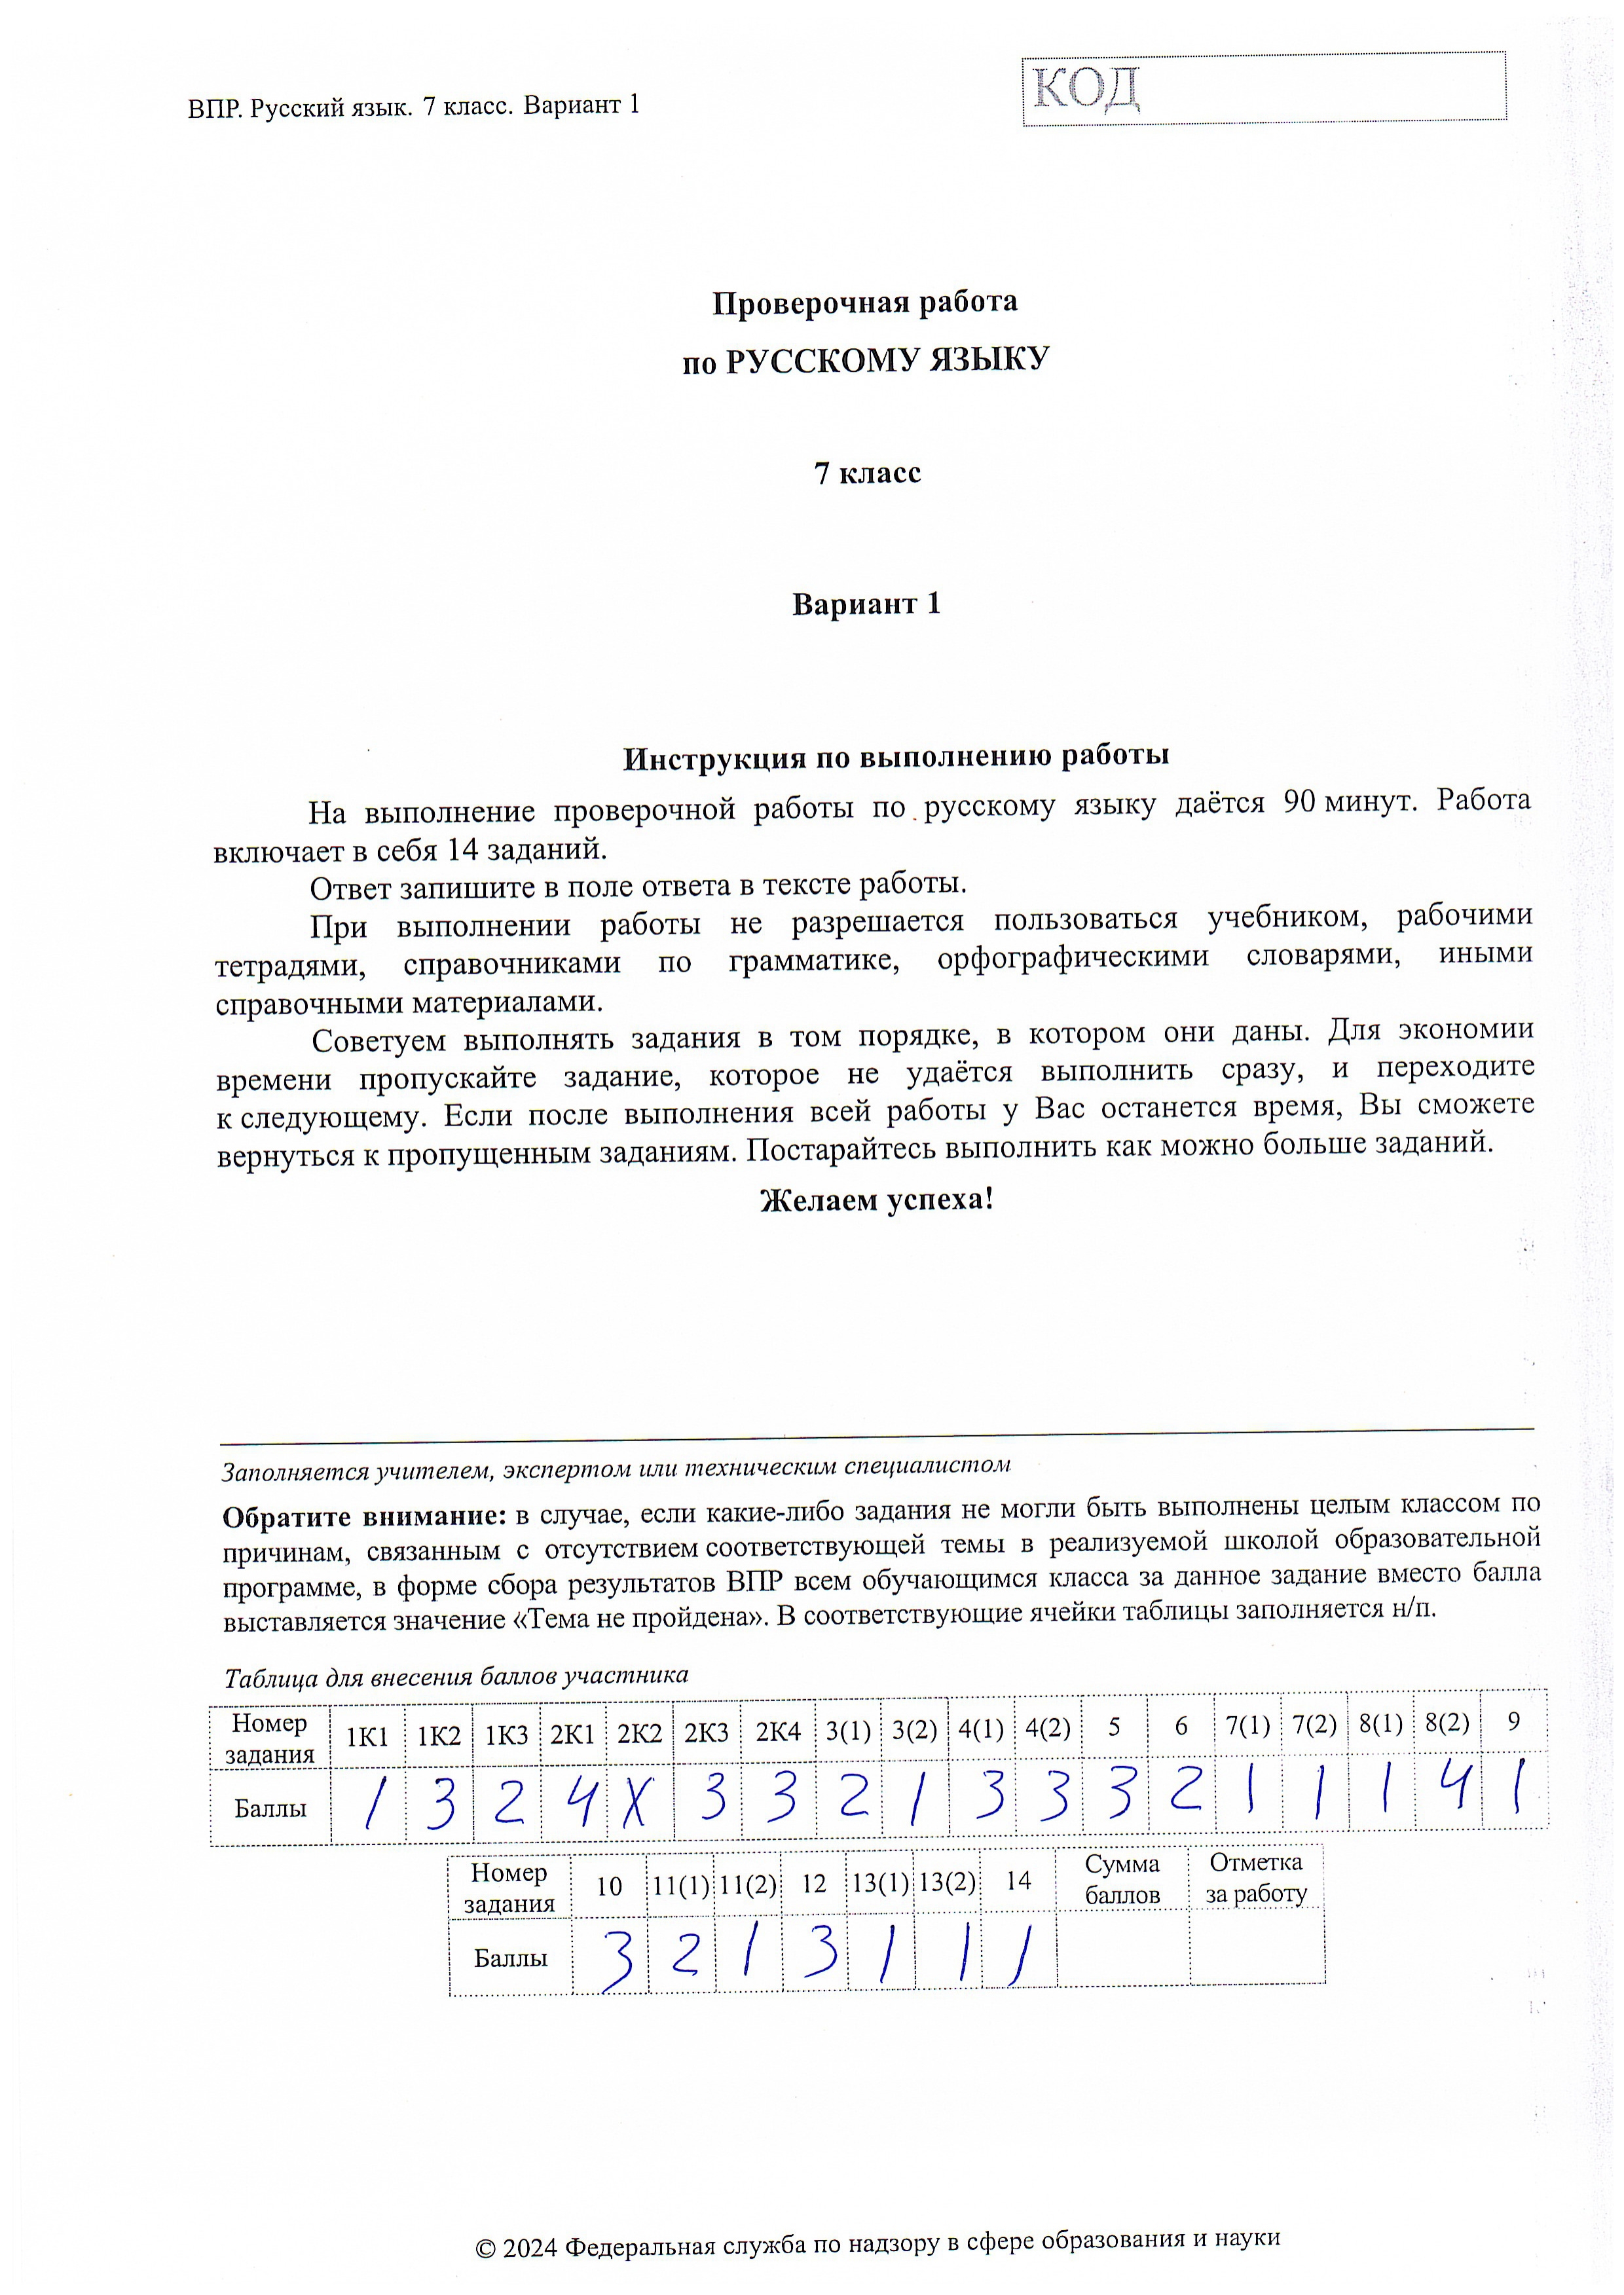 ВПР. Русский язык. 7 класс. Вариант 1
КОД
Проверочная работа
по РУССКОМУ ЯЗЫКУ
7 класс
Вариант 1
Инструкция по выполнению работы
На выполнение проверочной работы по русскому языку даётся 90 минут. Работа
включает в себя 14 заданий.
Ответ запишите в поле ответа в тексте работы.
При выполнении работы не разрешается пользоваться учебником, рабочими
тетрадями, справочниками по грамматике, орфографическими словарями, иными
справочными материалами.
Советуем выполнять задания в том порядке, в котором они даны. Для экономии
времени пропускайте задание, которое не удаётся выполнить сразу, и переходите
к следующему. Если после выполнения всей работы у Вас останется время, Вы сможете
вернуться к пропущенным заданиям. Постарайтесь выполнить как можно больше заданий.
Желаем успеха!
Заполняется учителем, экспертом или техническим специалистом
Обратите внимание: в случае, если какие-либо задания не могли быть выполнены целым классом по
причинам, связанным с отсутствием соответствующей темы в реализуемой школой образовательной
программе, в форме сбора результатов ВПР всем обучающимся класса за данное задание вместо балла
выставляется значение «Тема не пройдена». В соответствующие ячейки таблицы заполняется н/п.
Таблица для внесения баллов участника
Номер задания 1К1 1К2 1К3 2К1 2К2 2К3 2К4 3(1) 3(2) 4(1) 4(2) 5 6 7(1) 7(2) 8(1) 8(2) 9
Баллы 1 3 2 4 X 3 3 2 1 3 3 3 2 1 1 1 4 1
Номер задания 10 11(1) 11(2) 12 13(1) 13(2) 14 Сумма баллов Отметка за работу
Баллы 3 2 1 3 1 1 1
© 2024 Федеральная служба по надзору в сфере образования и науки